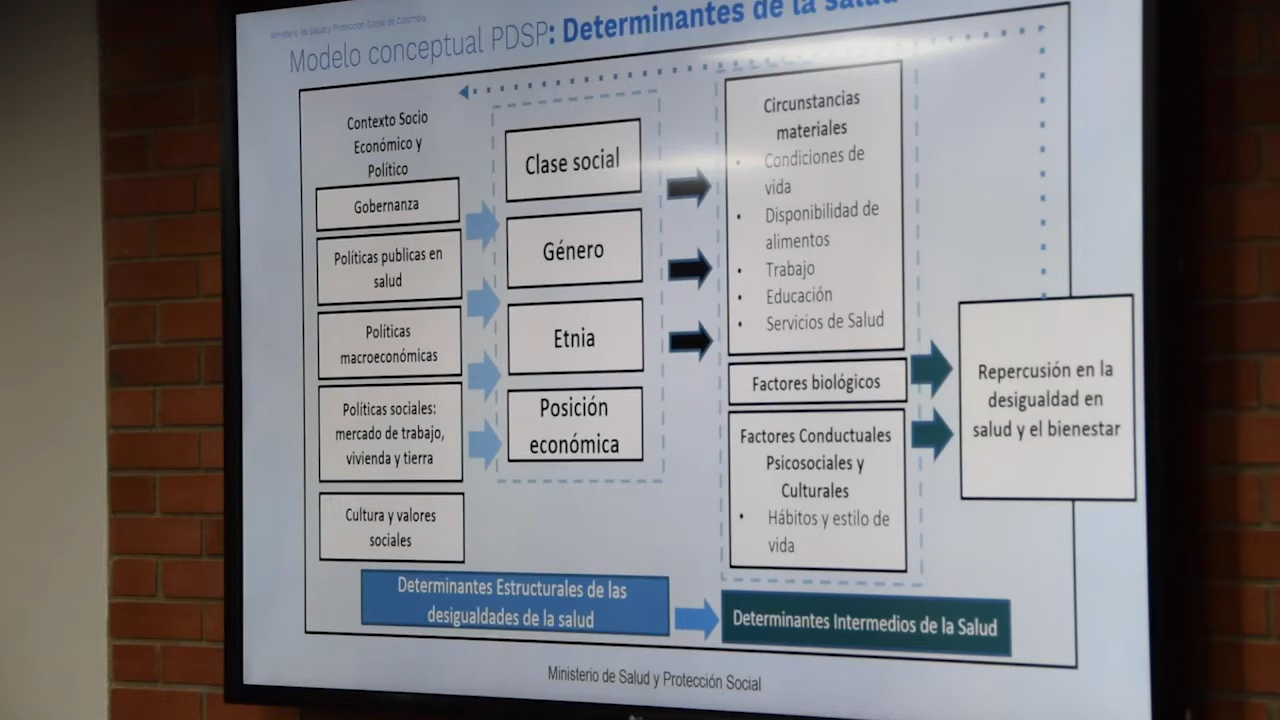 Ministerio de Salud y Protección Social de Colombia
Modelo conceptual PDSP: Determinantes de la salud
Contexto Socio
Económico y
Político
Gobernanza
Políticas publicas en
salud
Políticas
macroeconómicas
Políticas sociales:
mercado de trabajo,
vivienda y tierra
Cultura y valores
sociales
Clase social
Género
Etnia
Posición
económica
Circunstancias
materiales
• Condiciones de
vida
• Disponibilidad de
alimentos
• Trabajo
• Educación
• Servicios de Salud
Factores biológicos
Factores Conductuales
Psicosociales y
Culturales
• Hábitos y estilo de
vida
Repercusión en la
desigualdad en
salud y el bienestar
Determinantes Estructurales de las
desigualdades de la salud
Determinantes Intermedios de la Salud
Ministerio de Salud y Protección Social